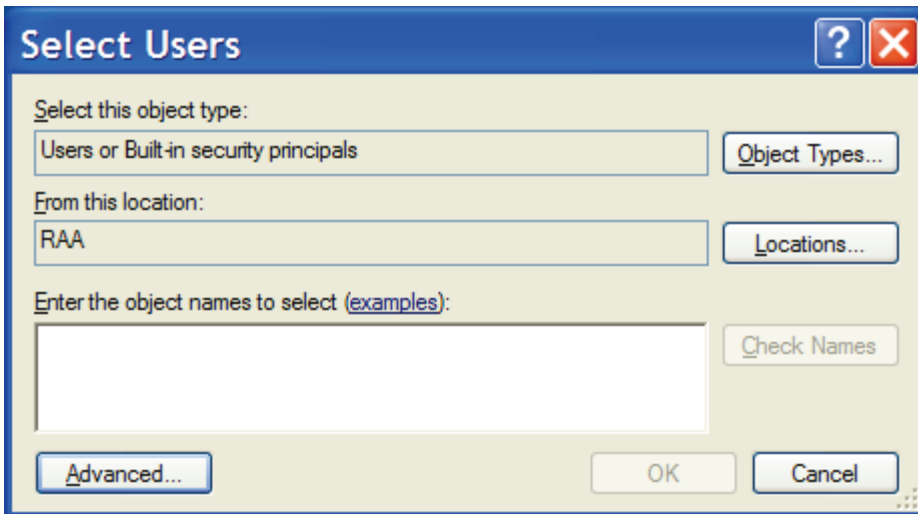 Select Users
?
Select this object type:
Users or Built-in security principals
Object Types...
From this location:
RAA
Locations...
Enter the object names to select (examples):
Check Names
Advanced...
OK
Cancel